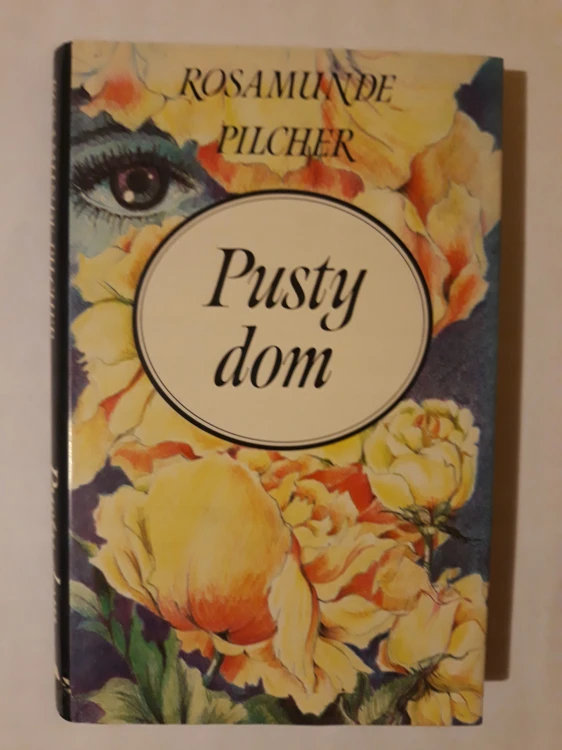 ROSAMUNDE
PILCHER
Pusty
dom